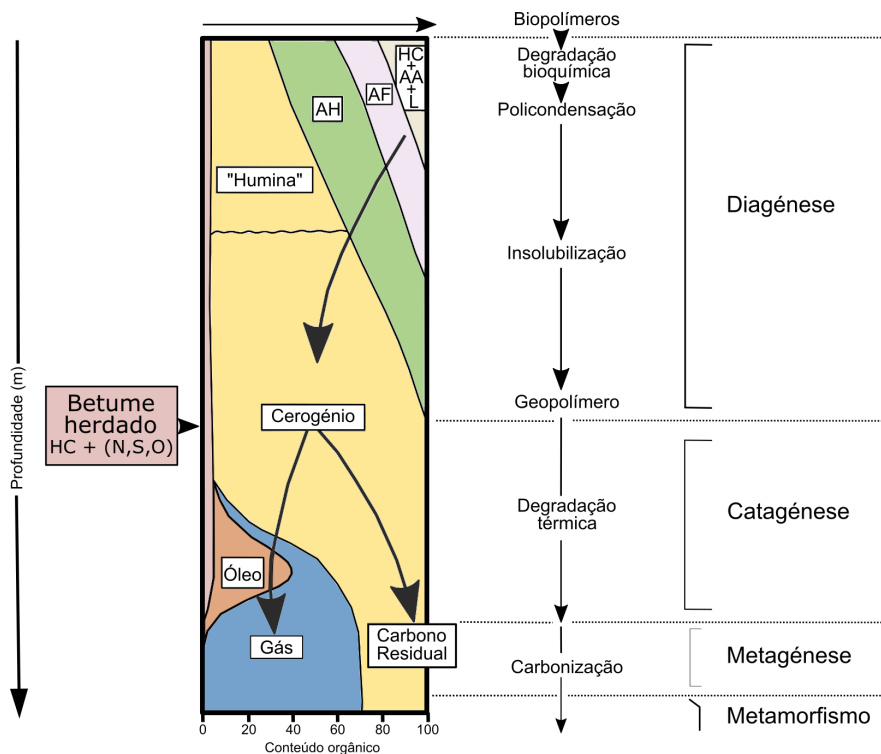 Biopolímeros
Degradação
bioquímica
Policondensação
Insolubilização
Geopolímero
Degradação
térmica
Carbonização
Diagénese
Catagénese
Metagénese
Metamorfismo
HC
+
AA
+
L
AF
AH
"Humina"
Cerogénio
Óleo
Gás
Carbono
Residual
Betume
herdado
HC + (N,S,O)
Profundidade (m)
0 20 40 60 80 100
Conteúdo orgânico